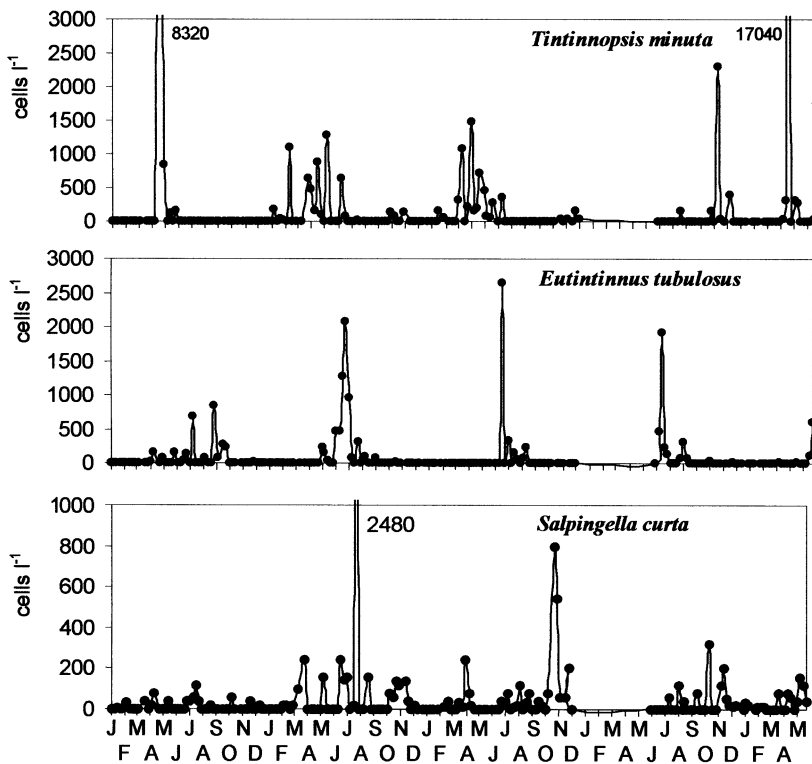 3000
2500
2000
1500
1000
500
0
cells l⁻¹
8320
Tintinnopsis minuta
17040
3000
2500
2000
1500
1000
500
0
cells l⁻¹
Eutintinnus tubulosus
1000
800
600
400
200
0
cells l⁻¹
2480
Salpingella curta
J M M J S N J M M J S N J M M J S N J M M J S N J M M
F A J A O D F A J A O D F A J A O D F A J A O D F A